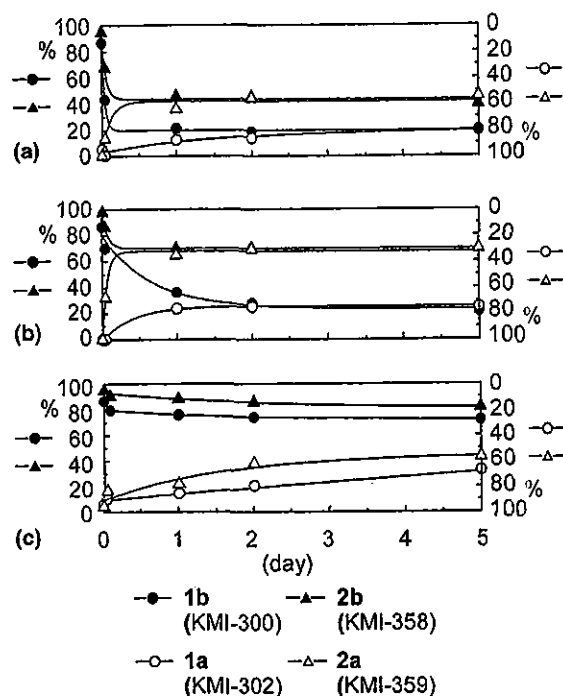 100 0
% 80 20
60 40
40 60
20 80 %
(a) 0 100
100 0
% 80 20
60 40
40 60
20 80
(b) 0 100 %
100 0
% 80 20
60 40
40 60
20 80
(c) 0 100 %
0 1 2 3 4 5
(day)
1b 2b
(KMI-300) (KMI-358)
1a 2a
(KMI-302) (KMI-359)